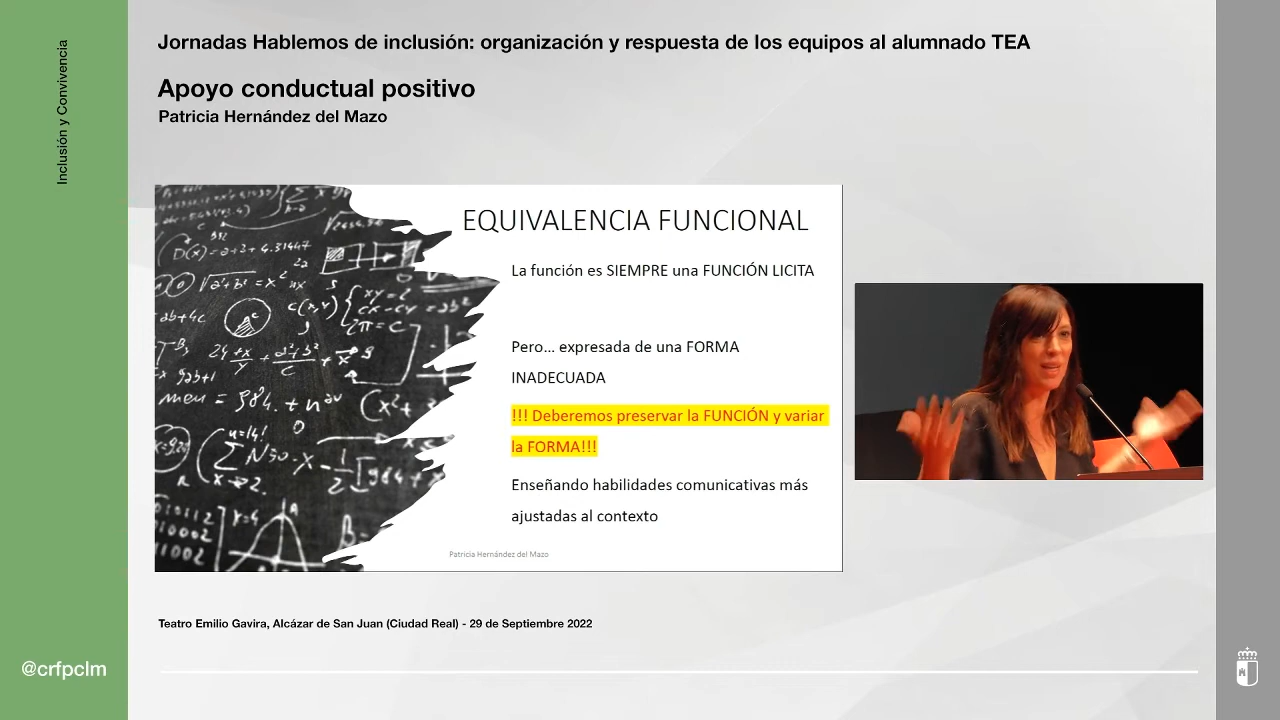 Inclusión y Convivencia
Jornadas Hablemos de inclusión: organización y respuesta de los equipos al alumnado TEA
Apoyo conductual positivo
Patricia Hernández del Mazo
EQUIVALENCIA FUNCIONAL
La función es SIEMPRE una FUNCIÓN LICITA
Pero... expresada de una FORMA
INADECUADA
!!! Deberemos preservar la FUNCIÓN y variar
la FORMA!!!
Enseñando habilidades comunicativas más
ajustadas al contexto
Patricia Hernández del Mazo
Teatro Emilio Gavira, Alcázar de San Juan (Ciudad Real) - 29 de Septiembre 2022
@crfpclm